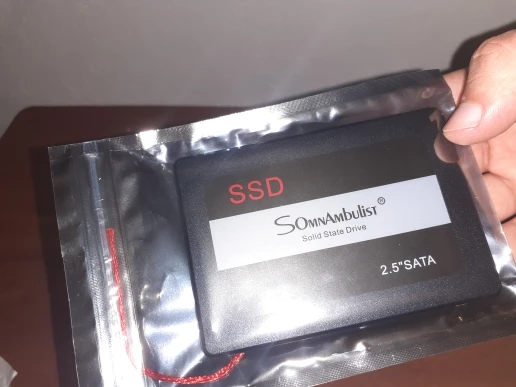 SSD
SOmnAmbulist®
Solid State Drive
2.5"SATA